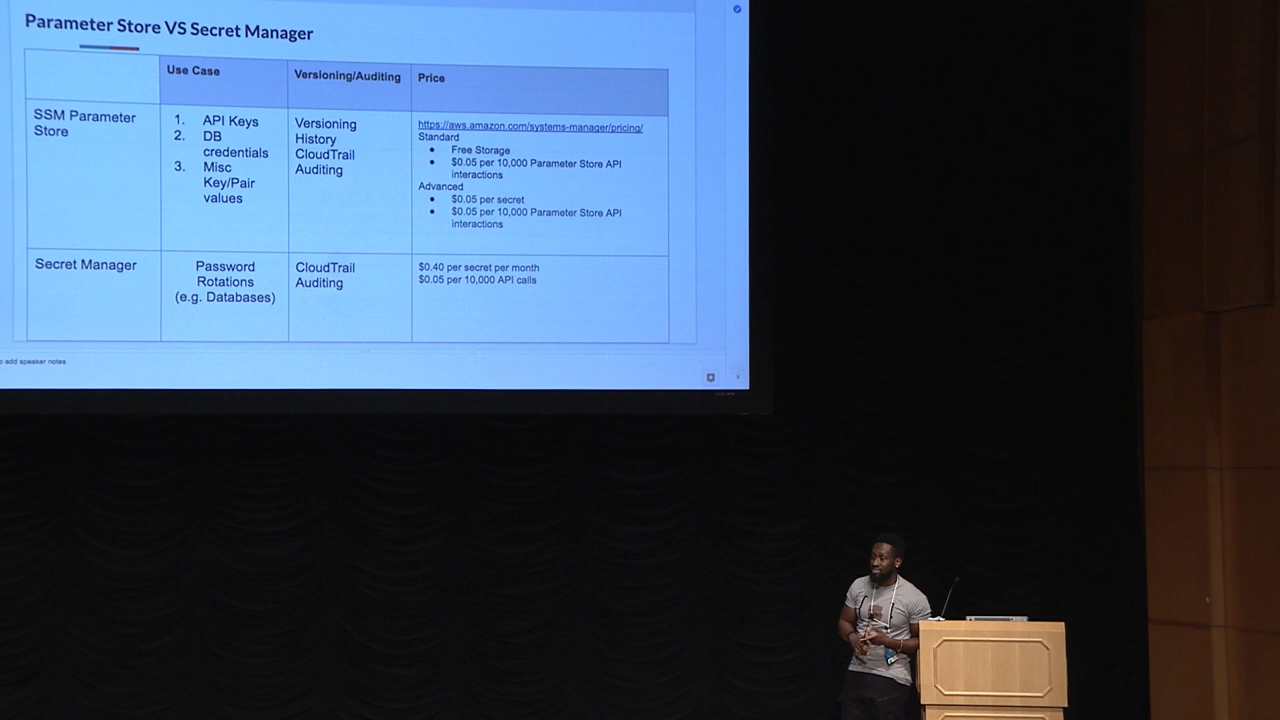 Parameter Store VS Secret Manager
Use Case
Versioning/Auditing
Price
SSM Parameter
Store
1. API Keys
2. DB
credentials
3. Misc
Key/Pair
values
Versioning
History
CloudTrail
Auditing
https://aws.amazon.com/systems-manager/pricing/
Standard
● Free Storage
● $0.05 per 10,000 Parameter Store API
interactions
Advanced
● $0.05 per secret
● $0.05 per 10,000 Parameter Store API
interactions
Secret Manager
Password
Rotations
(e.g. Databases)
CloudTrail
Auditing
$0.40 per secret per month
$0.05 per 10,000 API calls
add speaker notes